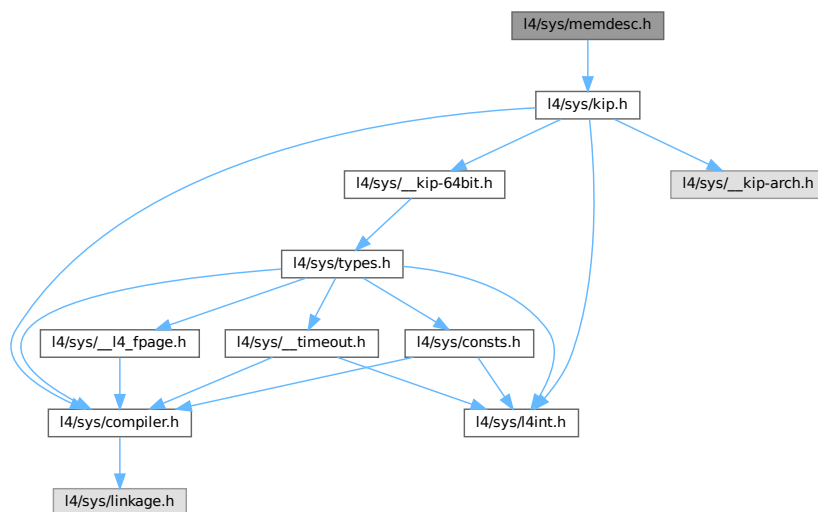 l4/sys/memdesc.h
l4/sys/kip.h
l4/sys/__kip-64bit.h
l4/sys/__kip-arch.h
l4/sys/types.h
l4/sys/__l4_fpage.h
l4/sys/__timeout.h
l4/sys/consts.h
l4/sys/compiler.h
l4/sys/l4int.h
l4/sys/linkage.h